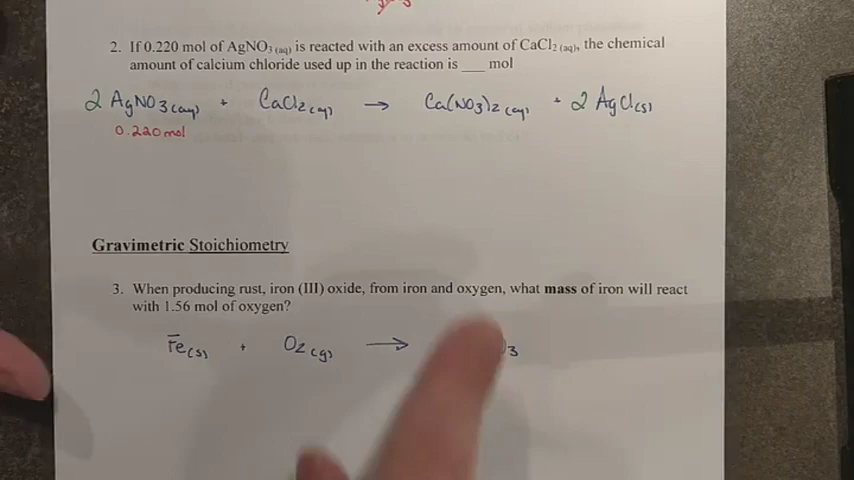 2. If 0.220 mol of AgNO3 (aq) is reacted with an excess amount of CaCl2 (aq), the chemical
amount of calcium chloride used up in the reaction is ___ mol
2 AgNO3(aq) + CaCl2(aq) → Ca(NO3)2(aq) + 2 AgCl(s)
0.220 mol
Gravimetric Stoichiometry
3. When producing rust, iron (III) oxide, from iron and oxygen, what mass of iron will react
with 1.56 mol of oxygen?
Fe(s) + O2(g) → 3